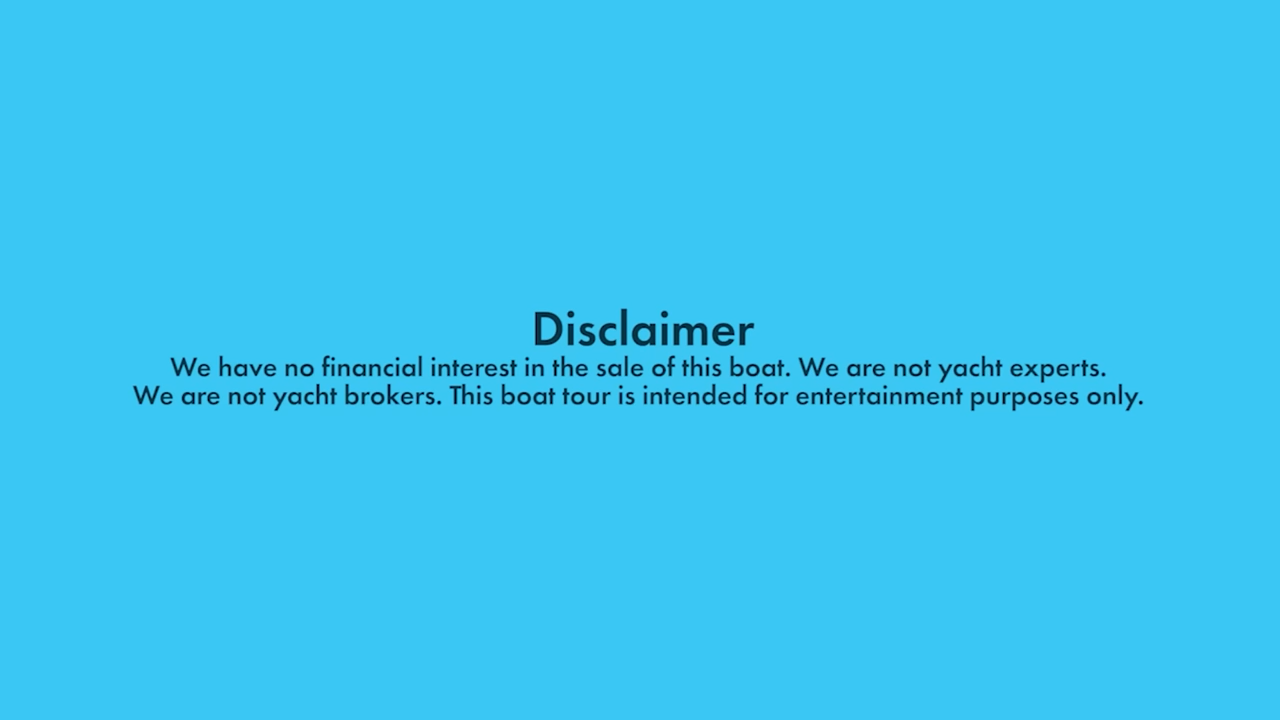 Disclaimer
We have no financial interest in the sale of this boat. We are not yacht experts.
We are not yacht brokers. This boat tour is intended for entertainment purposes only.